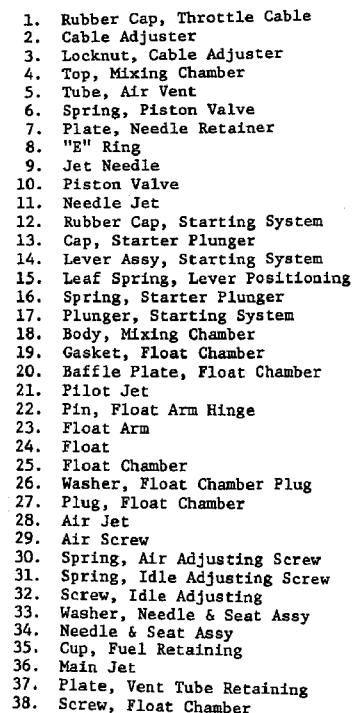 1. Rubber Cap, Throttle Cable
2. Cable Adjuster
3. Locknut, Cable Adjuster
4. Top, Mixing Chamber
5. Tube, Air Vent
6. Spring, Piston Valve
7. Plate, Needle Retainer
8. "E" Ring
9. Jet Needle
10. Piston Valve
11. Needle Jet
12. Rubber Cap, Starting System
13. Cap, Starter Plunger
14. Lever Assy, Starting System
15. Leaf Spring, Lever Positioning
16. Spring, Starter Plunger
17. Plunger, Starting System
18. Body, Mixing Chamber
19. Gasket, Float Chamber
20. Baffle Plate, Float Chamber
21. Pilot Jet
22. Pin, Float Arm Hinge
23. Float Arm
24. Float
25. Float Chamber
26. Washer, Float Chamber Plug
27. Plug, Float Chamber
28. Air Jet
29. Air Screw
30. Spring, Air Adjusting Screw
31. Spring, Idle Adjusting Screw
32. Screw, Idle Adjusting
33. Washer, Needle & Seat Assy
34. Needle & Seat Assy
35. Cup, Fuel Retaining
36. Main Jet
37. Plate, Vent Tube Retaining
38. Screw, Float Chamber